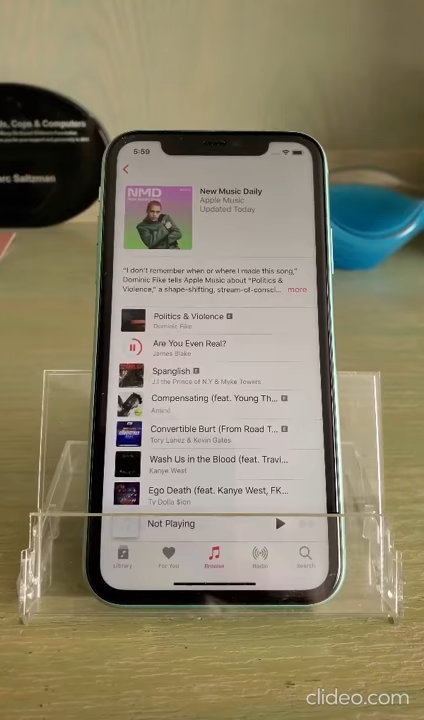 s, Cops & Computers
arc Saltzman
5:59
NMD
New Music Daily
Apple Music
Updated Today
"I don't remember when or where I made this song,"
Dominic Fike tells Apple Music about "Politics &
Violence," a shape-shifting, stream-of-consci... more
Politics & Violence E
Dominic Fike
Are You Even Real?
James Blake
Spanglish E
J.I the Prince of N.Y & Myke Towers
Compensating (feat. Young Th... E
Aminé
Convertible Burt (From Road T... E
Tory Lanez & Kevin Gates
Wash Us in the Blood (feat. Travi...
Kanye West
Ego Death (feat. Kanye West, FK...
Ty Dolla $ign
Not Playing
Library
For You
Browse
Radio
Search
clideo.com